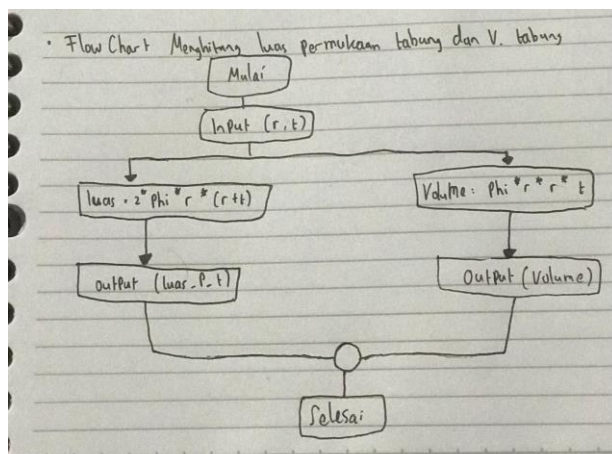 • Flow Chart Menghitung luas permukaan tabung dan V. tabung
Mulai
Input (r, t)
luas = 2*phi*r*(r+t)
Volume = phi*r*r*t
output (luas_P_t)
Output (Volume)
Selesai